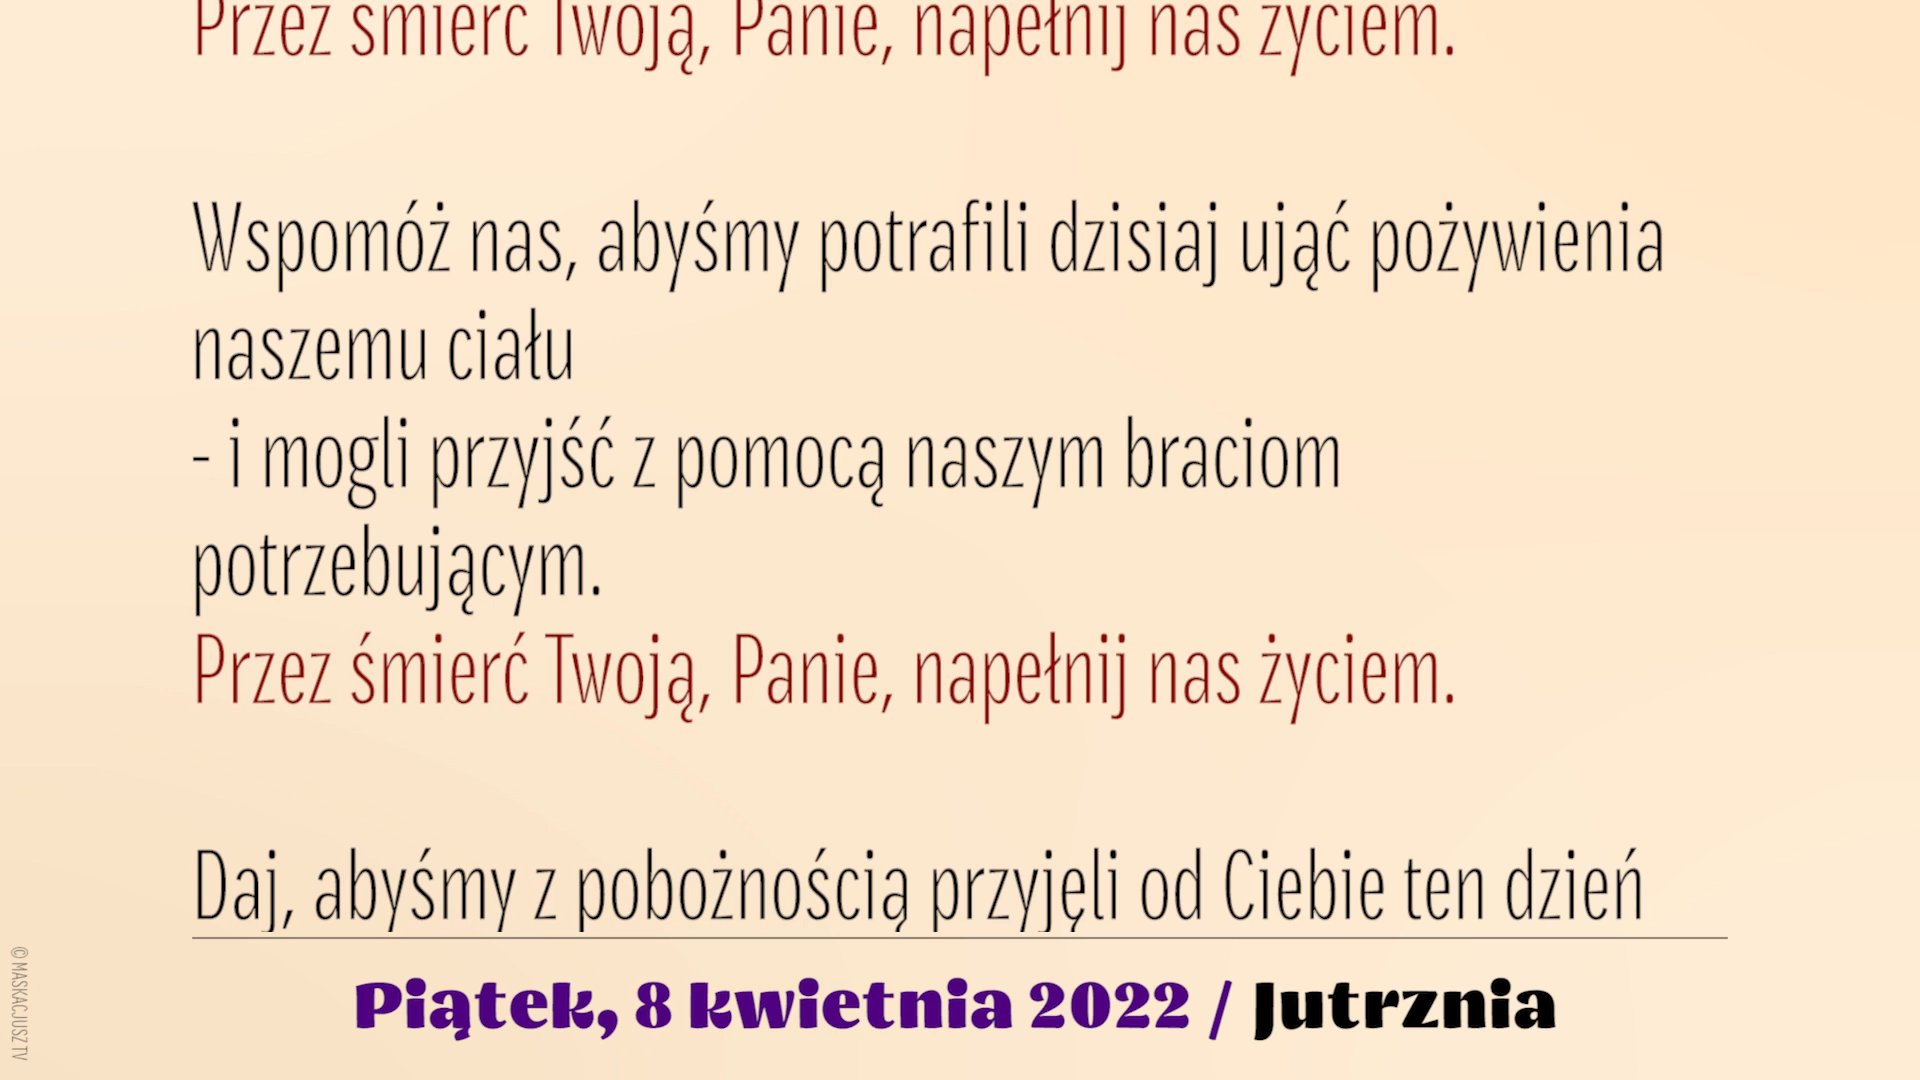 Przez śmierć Twoją, Panie, napełnij nas życiem.
Wspomóż nas, abyśmy potrafili dzisiaj ująć pożywienia
naszemu ciału
- i mogli przyjść z pomocą naszym braciom
potrzebującym.
Przez śmierć Twoją, Panie, napełnij nas życiem.
Daj, abyśmy z pobożnością przyjęli od Ciebie ten dzień
Piątek, 8 kwietnia 2022 / Jutrznia
© MASKACJUSZ TV